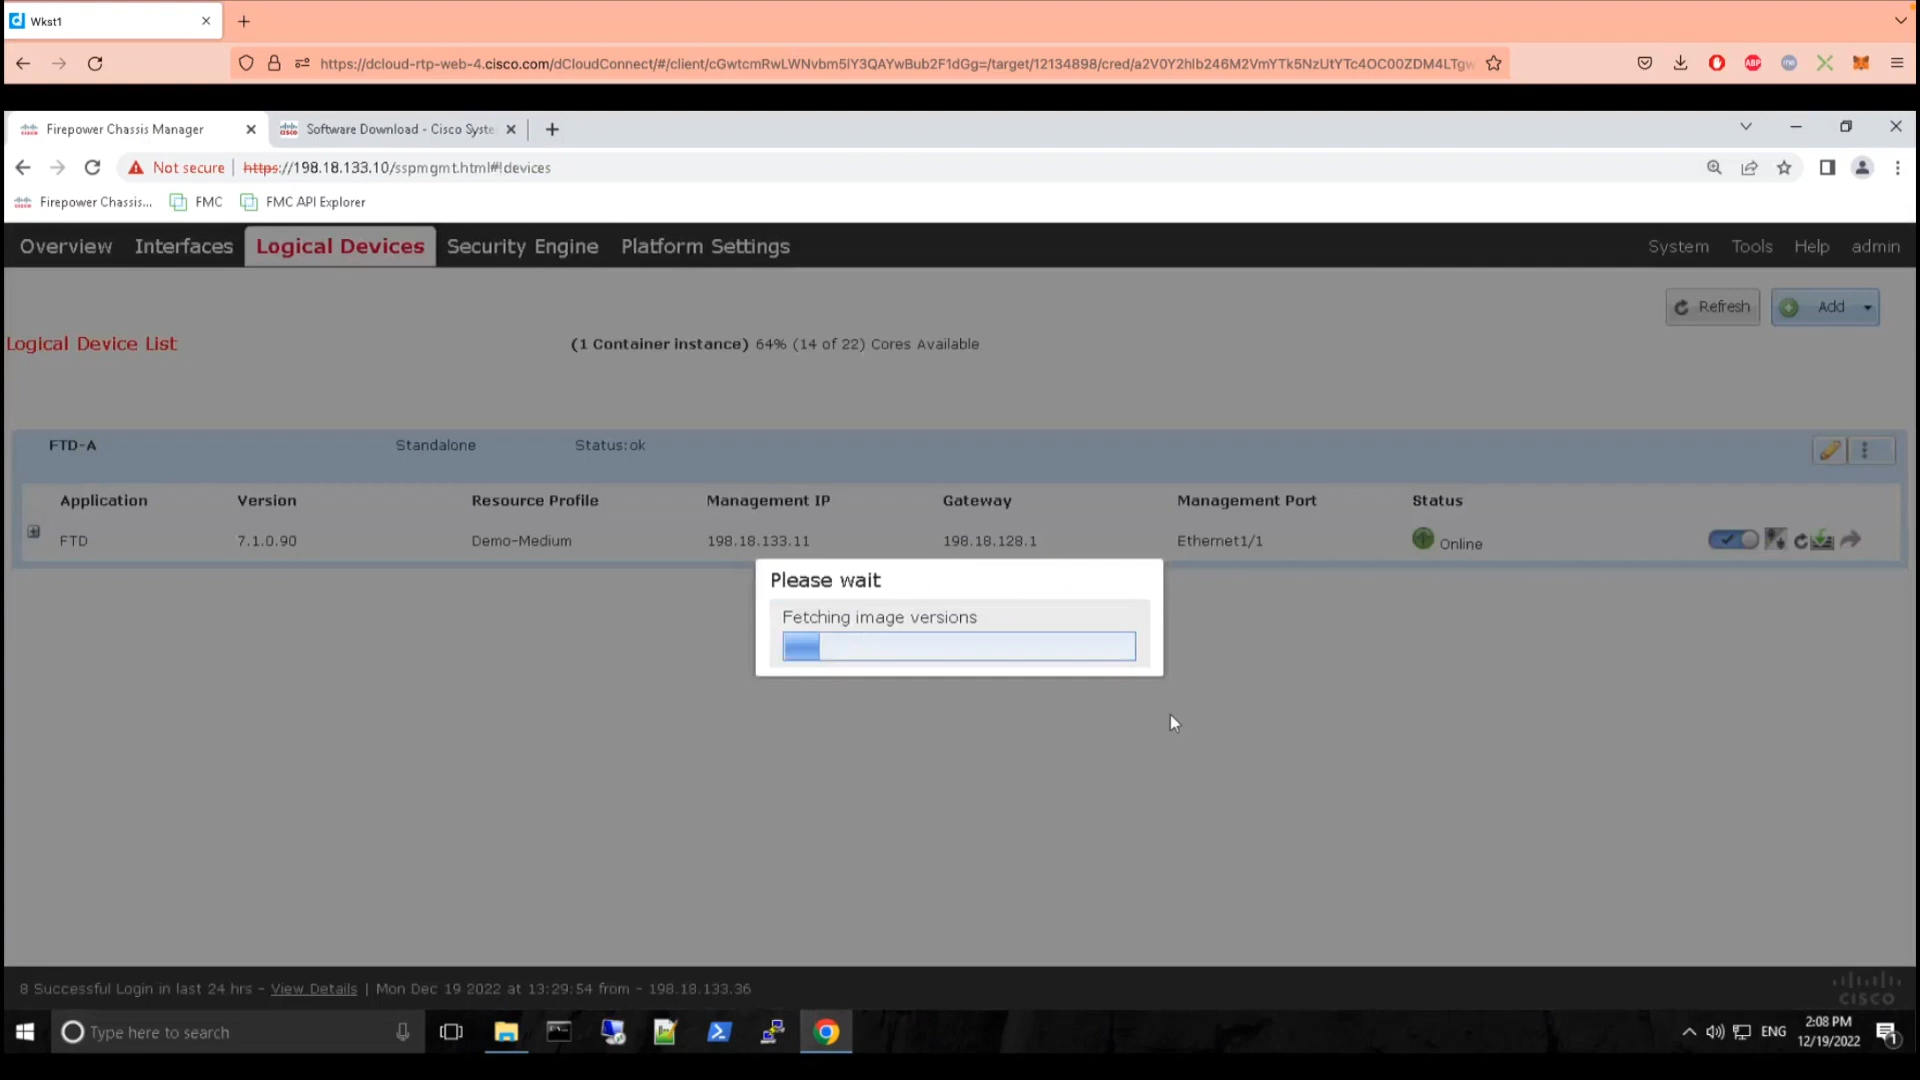 Wkst1
https://dcloud-rtp-web-4.cisco.com/dCloudConnect/#/client/
ABP
Firepower Chassis Manager
Software Download - Cisco Syste
Not secure
https://198.18.133.10/sspmgmt.html#!devices
Firepower Chassis...
FMC
FMC API Explorer
Overview
Interfaces
Logical Devices
Security Engine
Platform Settings
System
Tools
Help
admin
Refresh
Add
Logical Device List
(1 Container instance) 64% (14 of 22) Cores Available
FTD-A
Standalone
Status:ok
Application
Version
Resource Profile
Management IP
Gateway
Management Port
Status
FTD
7.1.0.90
Demo-Medium
198.18.133.11
198.18.128.1
Ethernet1/1
Online
Please wait
Fetching image versions
8 Successful Login in last 24 hrs - View Details | Mon Dec 19 2022 at 13:29:54 from - 198.18.133.36
CISCO
Type here to search
ENG
2:08 PM
12/19/2022
1